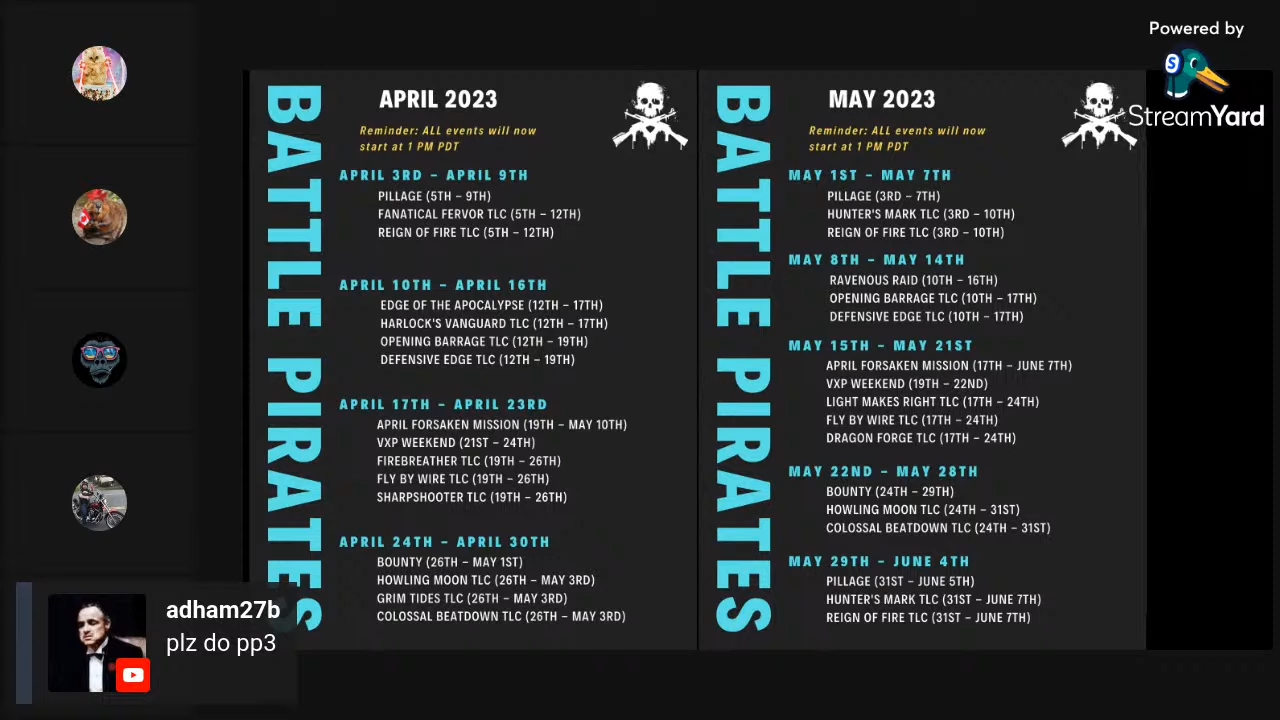 Powered by
StreamYard
BATTLE PIRATES
APRIL 2023
Reminder: ALL events will now
start at 1 PM PDT
APRIL 3RD – APRIL 9TH
PILLAGE (5TH – 9TH)
FANATICAL FERVOR TLC (5TH – 12TH)
REIGN OF FIRE TLC (5TH – 12TH)
APRIL 10TH – APRIL 16TH
EDGE OF THE APOCALYPSE (12TH – 17TH)
HARLOCK'S VANGUARD TLC (12TH – 17TH)
OPENING BARRAGE TLC (12TH – 19TH)
DEFENSIVE EDGE TLC (12TH – 19TH)
APRIL 17TH – APRIL 23RD
APRIL FORSAKEN MISSION (19TH – MAY 10TH)
VXP WEEKEND (21ST – 24TH)
FIREBREATHER TLC (19TH – 26TH)
FLY BY WIRE TLC (19TH – 26TH)
SHARPSHOOTER TLC (19TH – 26TH)
APRIL 24TH – APRIL 30TH
BOUNTY (26TH – MAY 1ST)
HOWLING MOON TLC (26TH – MAY 3RD)
GRIM TIDES TLC (26TH – MAY 3RD)
COLOSSAL BEATDOWN TLC (26TH – MAY 3RD)
BATTLE PIRATES
MAY 2023
Reminder: ALL events will now
start at 1 PM PDT
MAY 1ST – MAY 7TH
PILLAGE (3RD – 7TH)
HUNTER'S MARK TLC (3RD – 10TH)
REIGN OF FIRE TLC (3RD – 10TH)
MAY 8TH – MAY 14TH
RAVENOUS RAID (10TH – 16TH)
OPENING BARRAGE TLC (10TH – 17TH)
DEFENSIVE EDGE TLC (10TH – 17TH)
MAY 15TH – MAY 21ST
APRIL FORSAKEN MISSION (17TH – JUNE 7TH)
VXP WEEKEND (19TH – 22ND)
LIGHT MAKES RIGHT TLC (17TH – 24TH)
FLY BY WIRE TLC (17TH – 24TH)
DRAGON FORGE TLC (17TH – 24TH)
MAY 22ND – MAY 28TH
BOUNTY (24TH – 29TH)
HOWLING MOON TLC (24TH – 31ST)
COLOSSAL BEATDOWN TLC (24TH – 31ST)
MAY 29TH – JUNE 4TH
PILLAGE (31ST – JUNE 5TH)
HUNTER'S MARK TLC (31ST – JUNE 7TH)
REIGN OF FIRE TLC (31ST – JUNE 7TH)
adham27b
plz do pp3